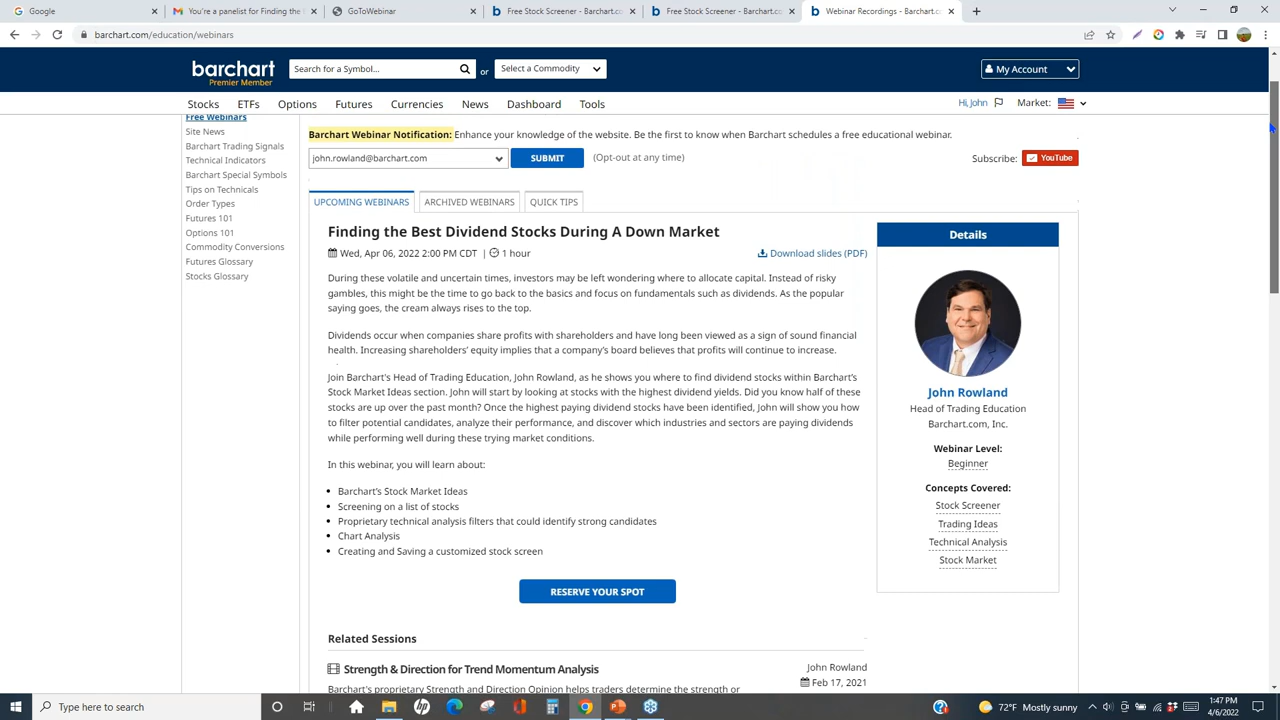 Google
You're a panelist for Finding the
GoToWebinar
Free Stock Screener - Barchart.co
Free Stock Screener - Barchart.co
Webinar Recordings - Barchart.co
barchart.com/education/webinars
barchart
Premier Member
Search for a Symbol...
or
Select a Commodity
My Account
Stocks ETFs Options Futures Currencies News Dashboard Tools
Hi, John
Market:
Free Webinars
Site News
Barchart Trading Signals
Technical Indicators
Barchart Special Symbols
Tips on Technicals
Order Types
Futures 101
Options 101
Commodity Conversions
Futures Glossary
Stocks Glossary
Barchart Webinar Notification: Enhance your knowledge of the website. Be the first to know when Barchart schedules a free educational webinar.
john.rowland@barchart.com
SUBMIT
(Opt-out at any time)
Subscribe: YouTube
UPCOMING WEBINARS
ARCHIVED WEBINARS
QUICK TIPS
Finding the Best Dividend Stocks During A Down Market
Wed, Apr 06, 2022 2:00 PM CDT | 1 hour
Download slides (PDF)
During these volatile and uncertain times, investors may be left wondering where to allocate capital. Instead of risky
gambles, this might be the time to go back to the basics and focus on fundamentals such as dividends. As the popular
saying goes, the cream always rises to the top.
Dividends occur when companies share profits with shareholders and have long been viewed as a sign of sound financial
health. Increasing shareholders' equity implies that a company's board believes that profits will continue to increase.
Join Barchart's Head of Trading Education, John Rowland, as he shows you where to find dividend stocks within Barchart's
Stock Market Ideas section. John will start by looking at stocks with the highest dividend yields. Did you know half of these
stocks are up over the past month? Once the highest paying dividend stocks have been identified, John will show you how
to filter potential candidates, analyze their performance, and discover which industries and sectors are paying dividends
while performing well during these trying market conditions.
In this webinar, you will learn about:
• Barchart's Stock Market Ideas
• Screening on a list of stocks
• Proprietary technical analysis filters that could identify strong candidates
• Chart Analysis
• Creating and Saving a customized stock screen
RESERVE YOUR SPOT
Details
John Rowland
Head of Trading Education
Barchart.com, Inc.
Webinar Level:
Beginner
Concepts Covered:
Stock Screener
Trading Ideas
Technical Analysis
Stock Market
Related Sessions
Strength & Direction for Trend Momentum Analysis
John Rowland
Feb 17, 2021
Barchart's proprietary Strength and Direction Opinion helps traders determine the strength or
Type here to search
72°F Mostly sunny
1:47 PM
4/6/2022